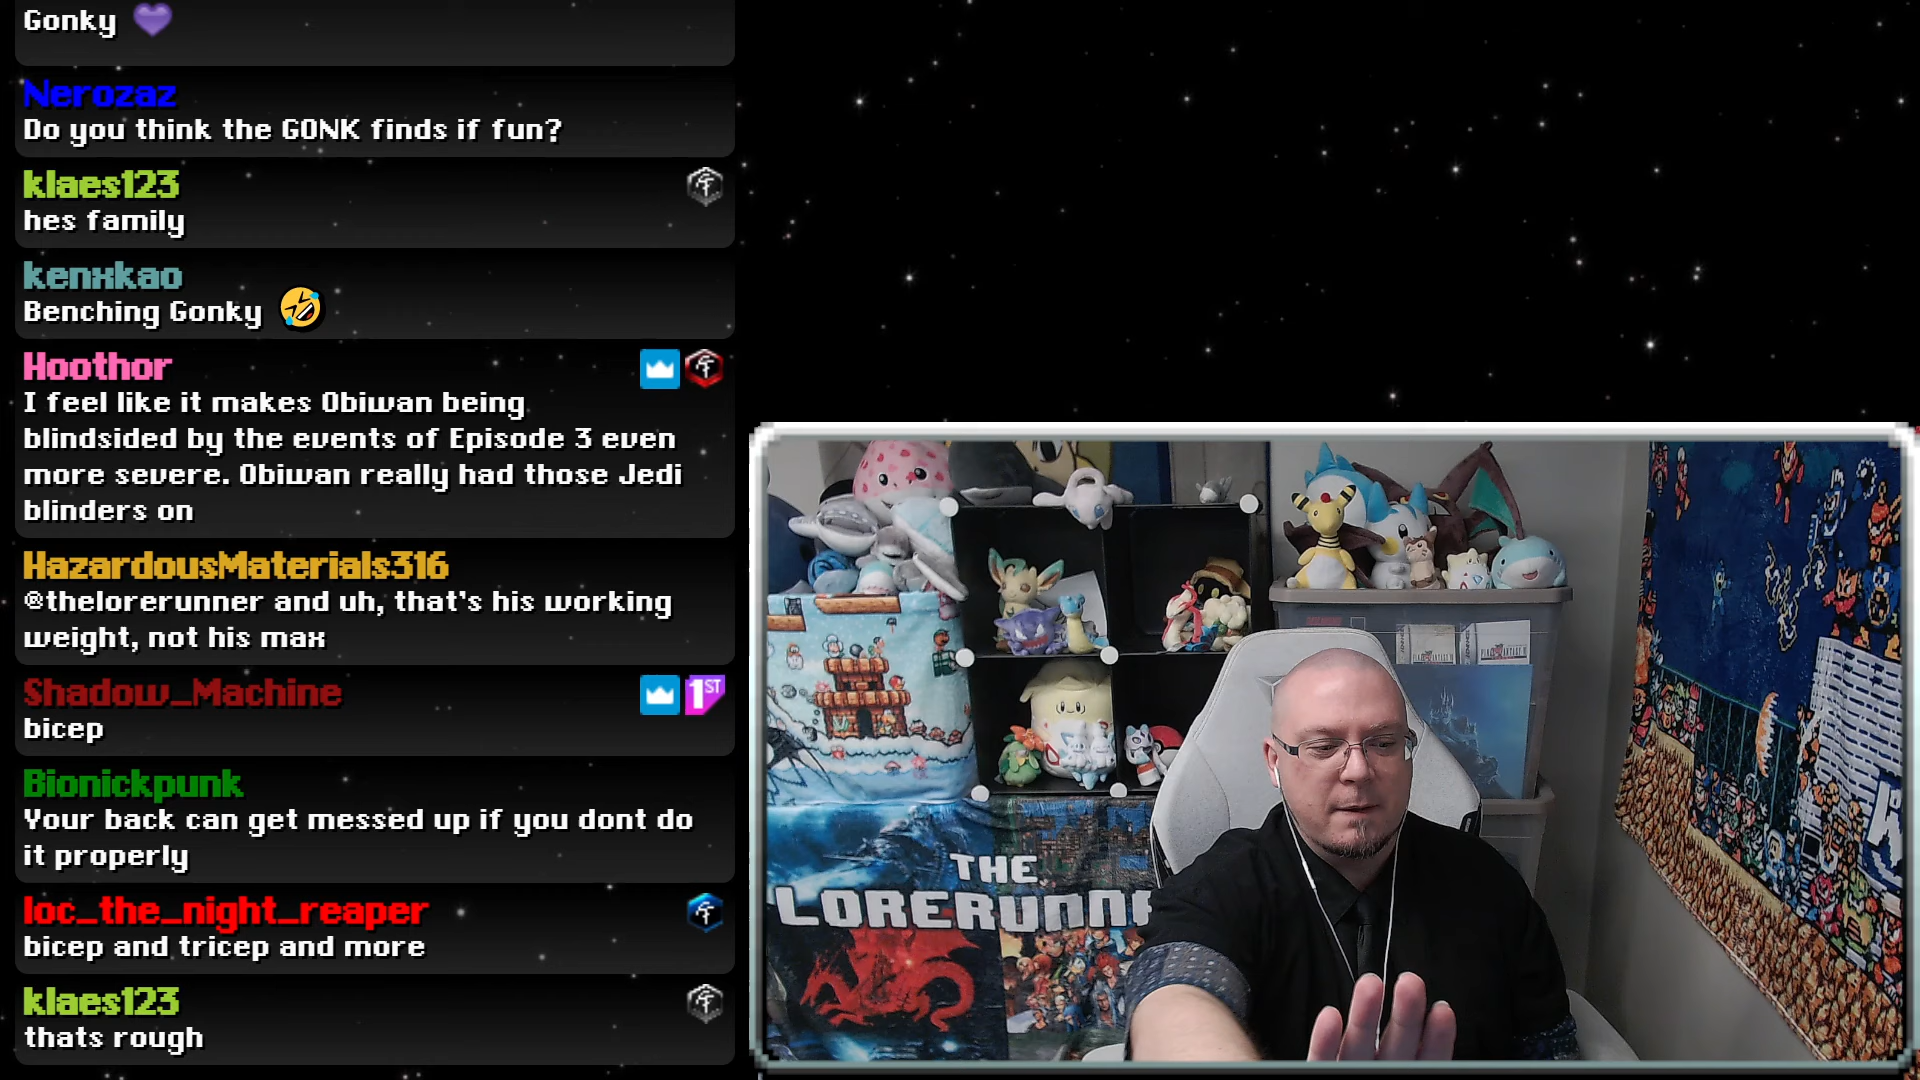 Gonky
Nerozaz
Do you think the GONK finds if fun?
klaes123
hes family
kenxkao
Benching Gonky
Hoothor
I feel like it makes Obiwan being
blindsided by the events of Episode 3 even
more severe. Obiwan really had those Jedi
blinders on
HazardousMaterials316
@thelorerunner and uh, that's his working
weight, not his max
Shadow_Machine
1ST
bicep
Bionickpunk
Your back can get messed up if you dont do
it properly
loc_the_night_reaper
bicep and tricep and more
klaes123
thats rough
THE
LORERUNN